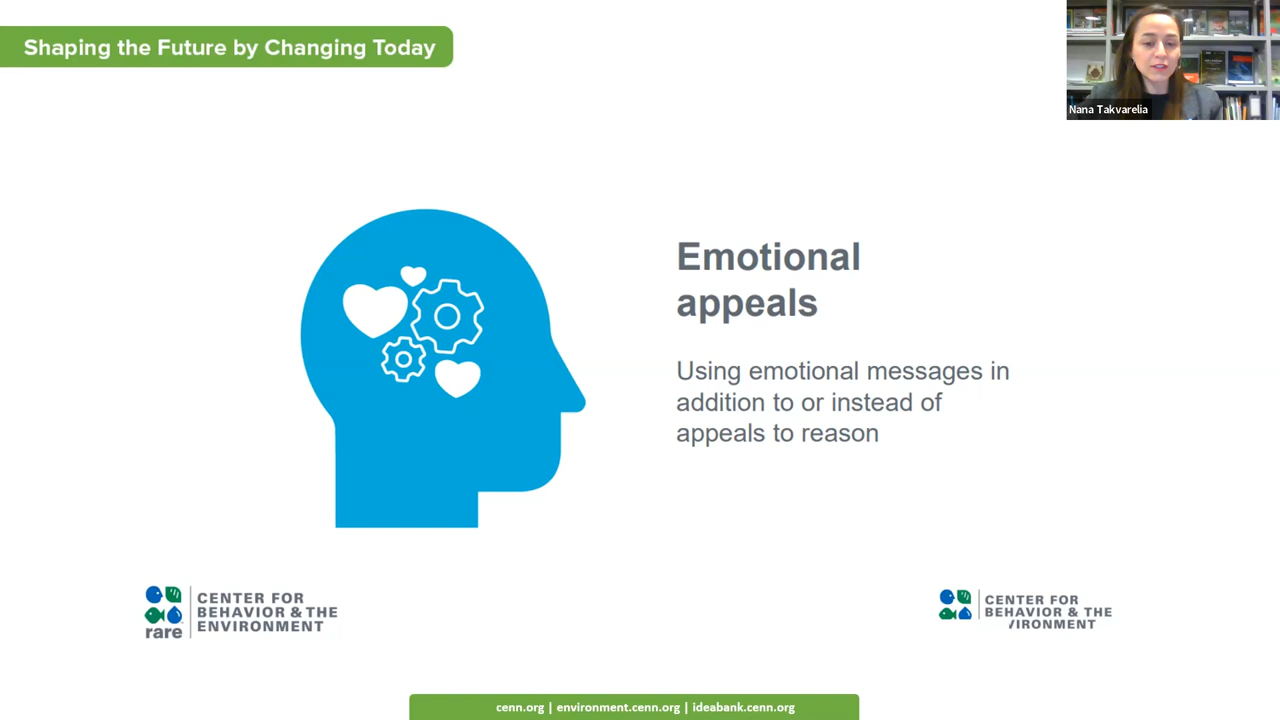 Shaping the Future by Changing Today
Nana Takvarelia
Emotional
appeals
Using emotional messages in
addition to or instead of
appeals to reason
rare
CENTER FOR
BEHAVIOR & THE
ENVIRONMENT
CENTER FOR
BEHAVIOR & THE
VIRONMENT
cenn.org | environment.cenn.org | ideabank.cenn.org